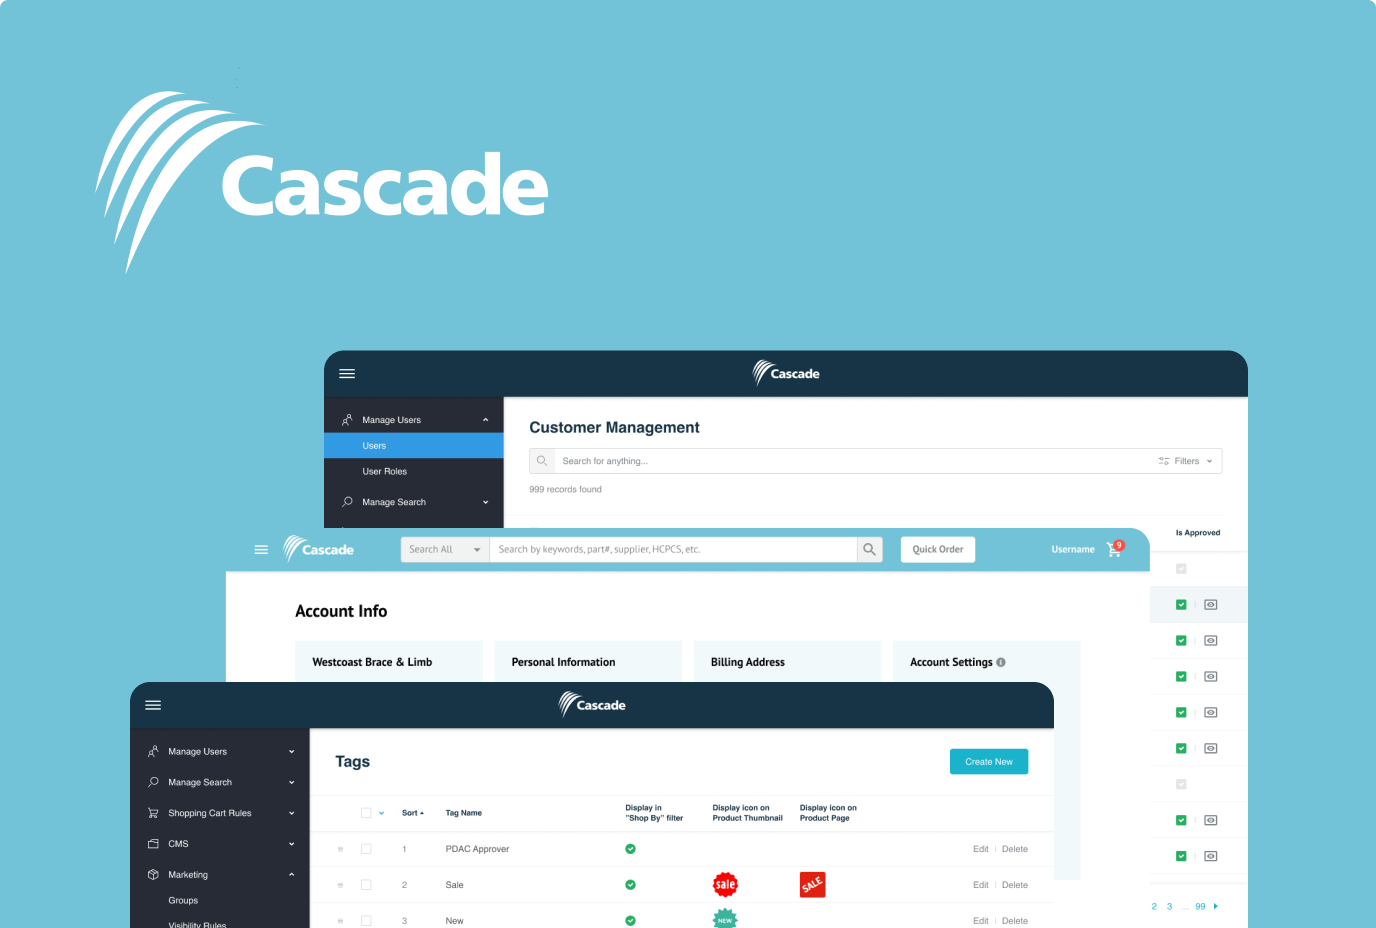 Cascade
Cascade
Manage Users
Users
User Roles
Manage Search
Customer Management
Search for anything...
Filters
999 records found
Is Approved
Cascade
Search All
Search by keywords, part#, supplier, HCPCS, etc.
Quick Order
Username
9
Account Info
Westcoast Brace & Limb
Personal Information
Billing Address
Account Settings
Cascade
Manage Users
Manage Search
Shopping Cart Rules
CMS
Marketing
Groups
Visibility Rules
Tags
Create New
Sort
Tag Name
Display in
"Shop By" filter
Display icon on
Product Thumbnail
Display icon on
Product Page
1 PDAC Approver Edit Delete
2 Sale sale SALE Edit Delete
3 New NEW Edit Delete
2 3 ... 99